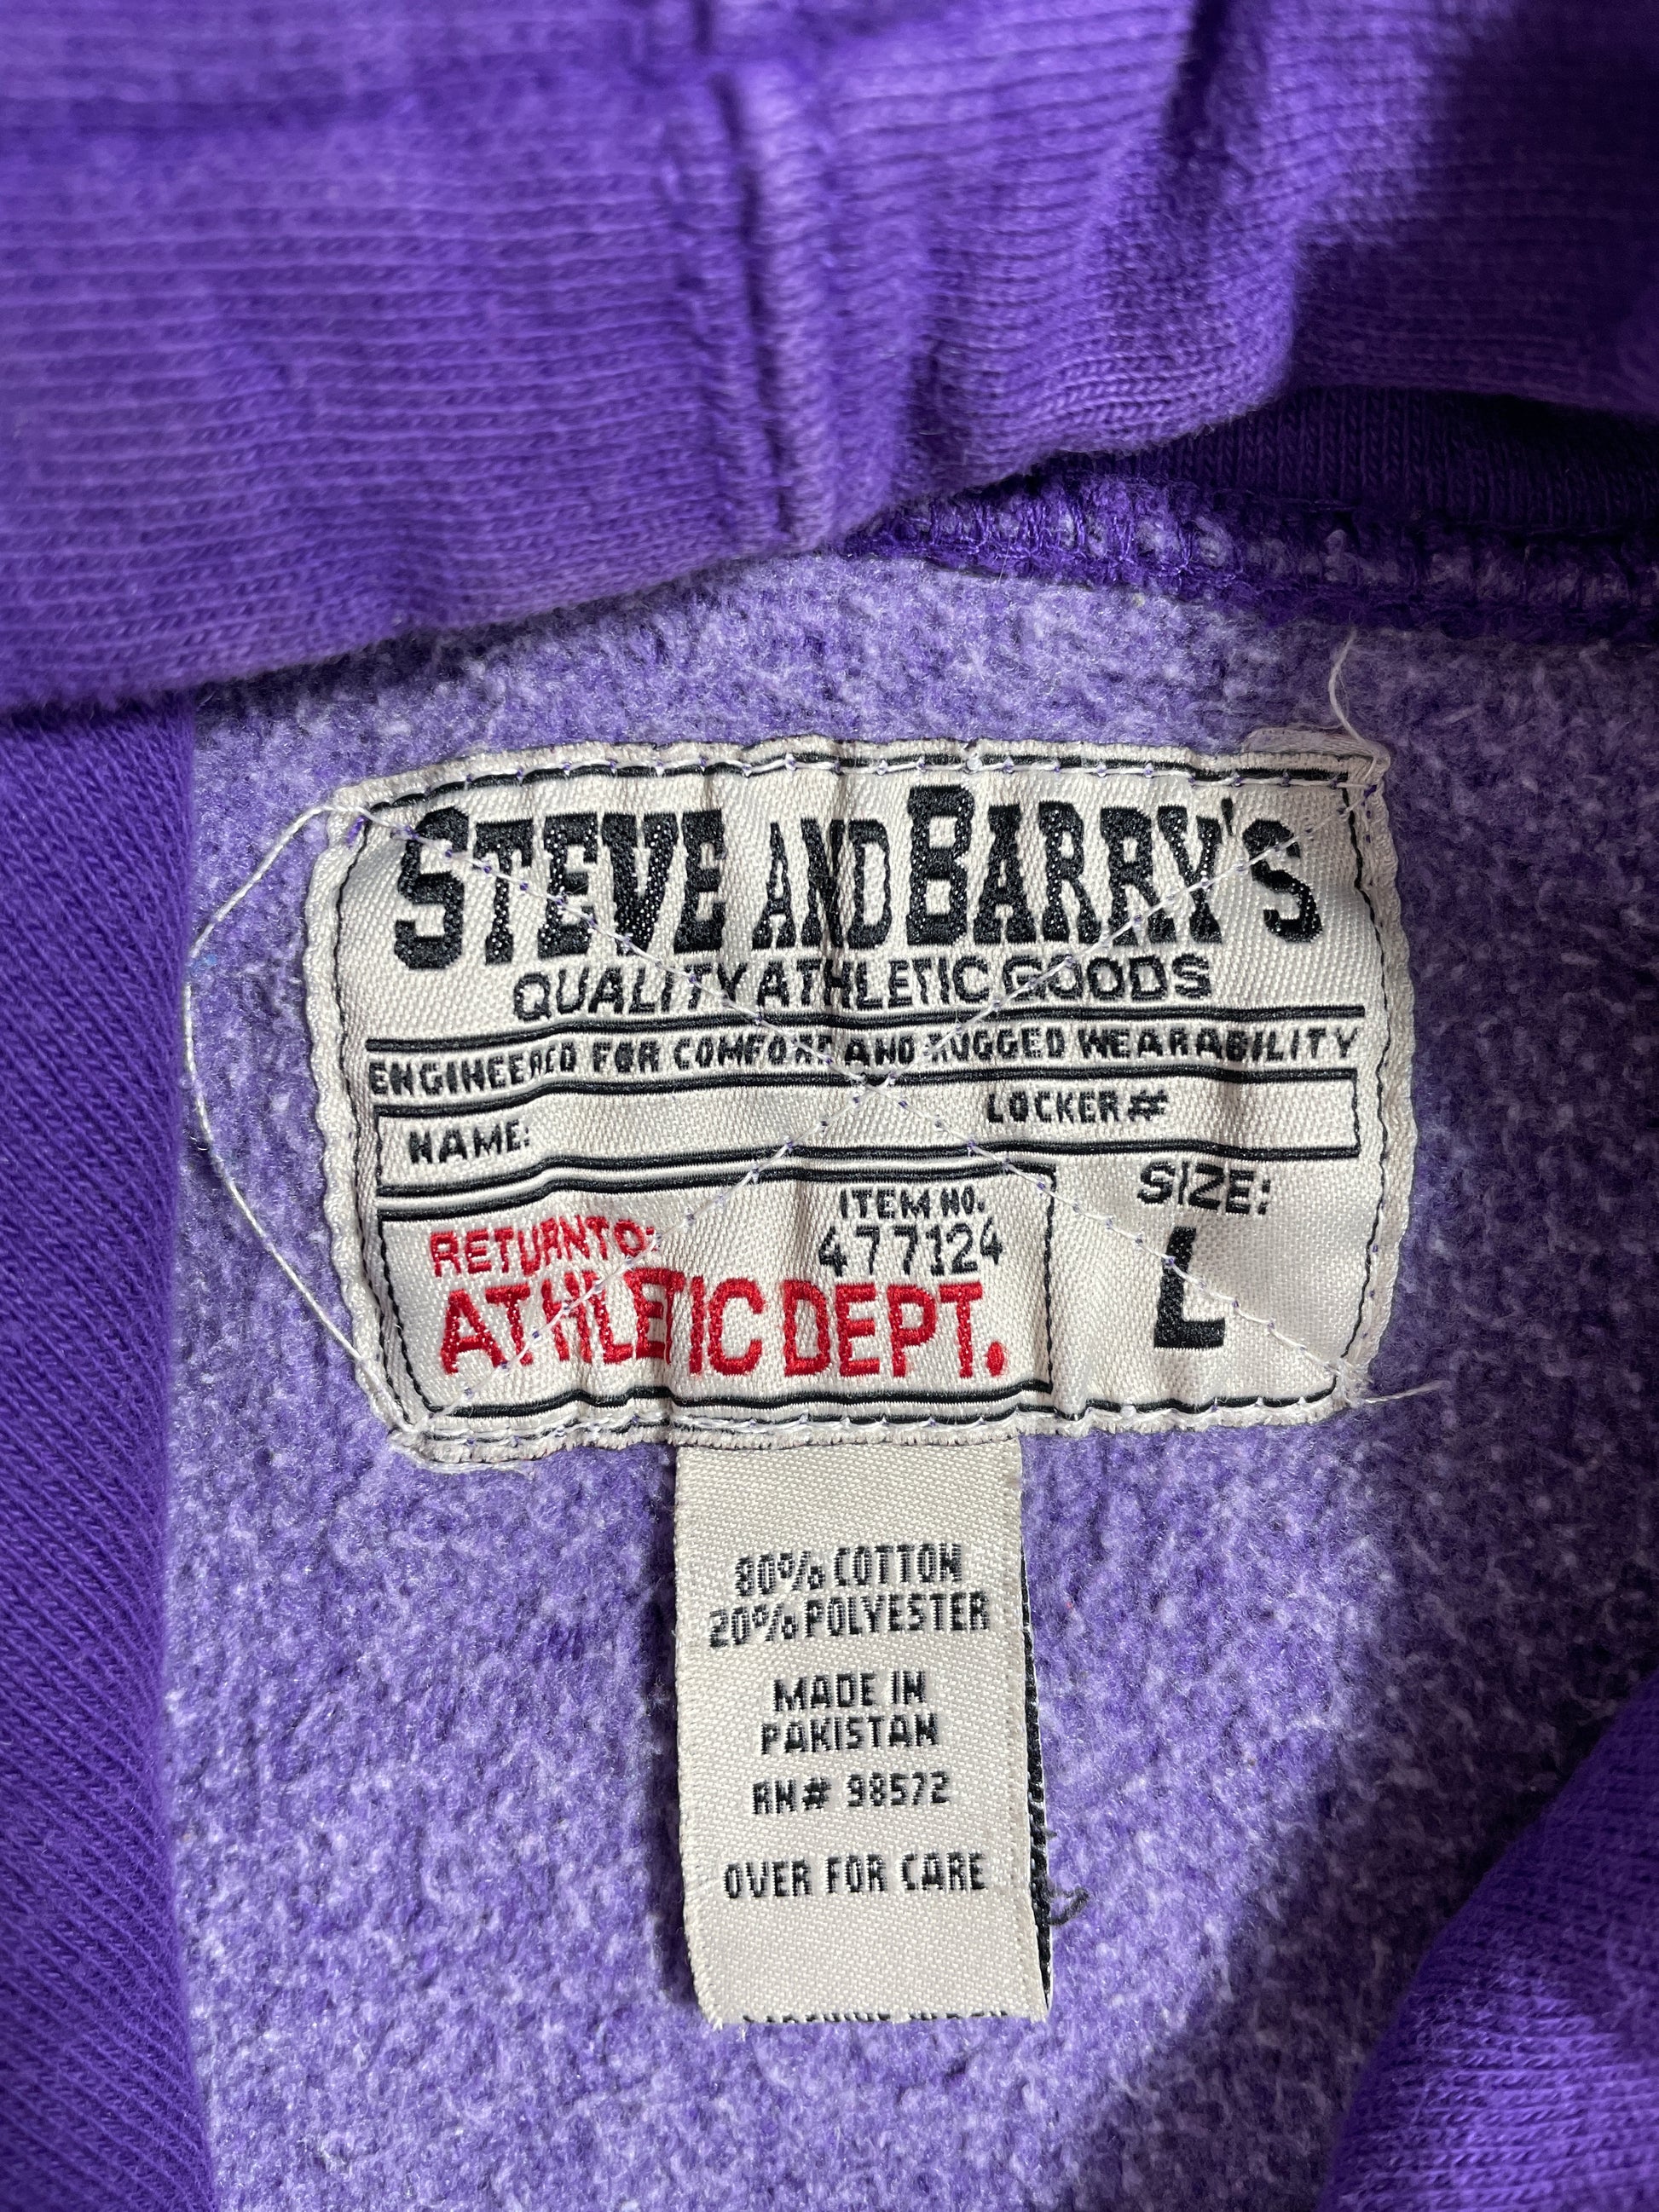 STEVE AND BARRY'S
QUALITY ATHLETIC GOODS
ENGINEERED FOR COMFORT AND RUGGED WEARABILITY
NAME: LOCKER#
RETURN TO: ITEM NO.
477124
ATHLETIC DEPT.
SIZE:
L
80% COTTON
20% POLYESTER
MADE IN
PAKISTAN
RN# 98572
OVER FOR CARE